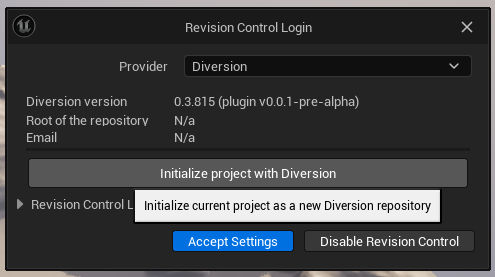 Revision Control Login
Provider Diversion
Diversion version 0.3.815 (plugin v0.0.1-pre-alpha)
Root of the repository N/a
Email N/a
Initialize project with Diversion
Revision Control L
Initialize current project as a new Diversion repository
Accept Settings Disable Revision Control